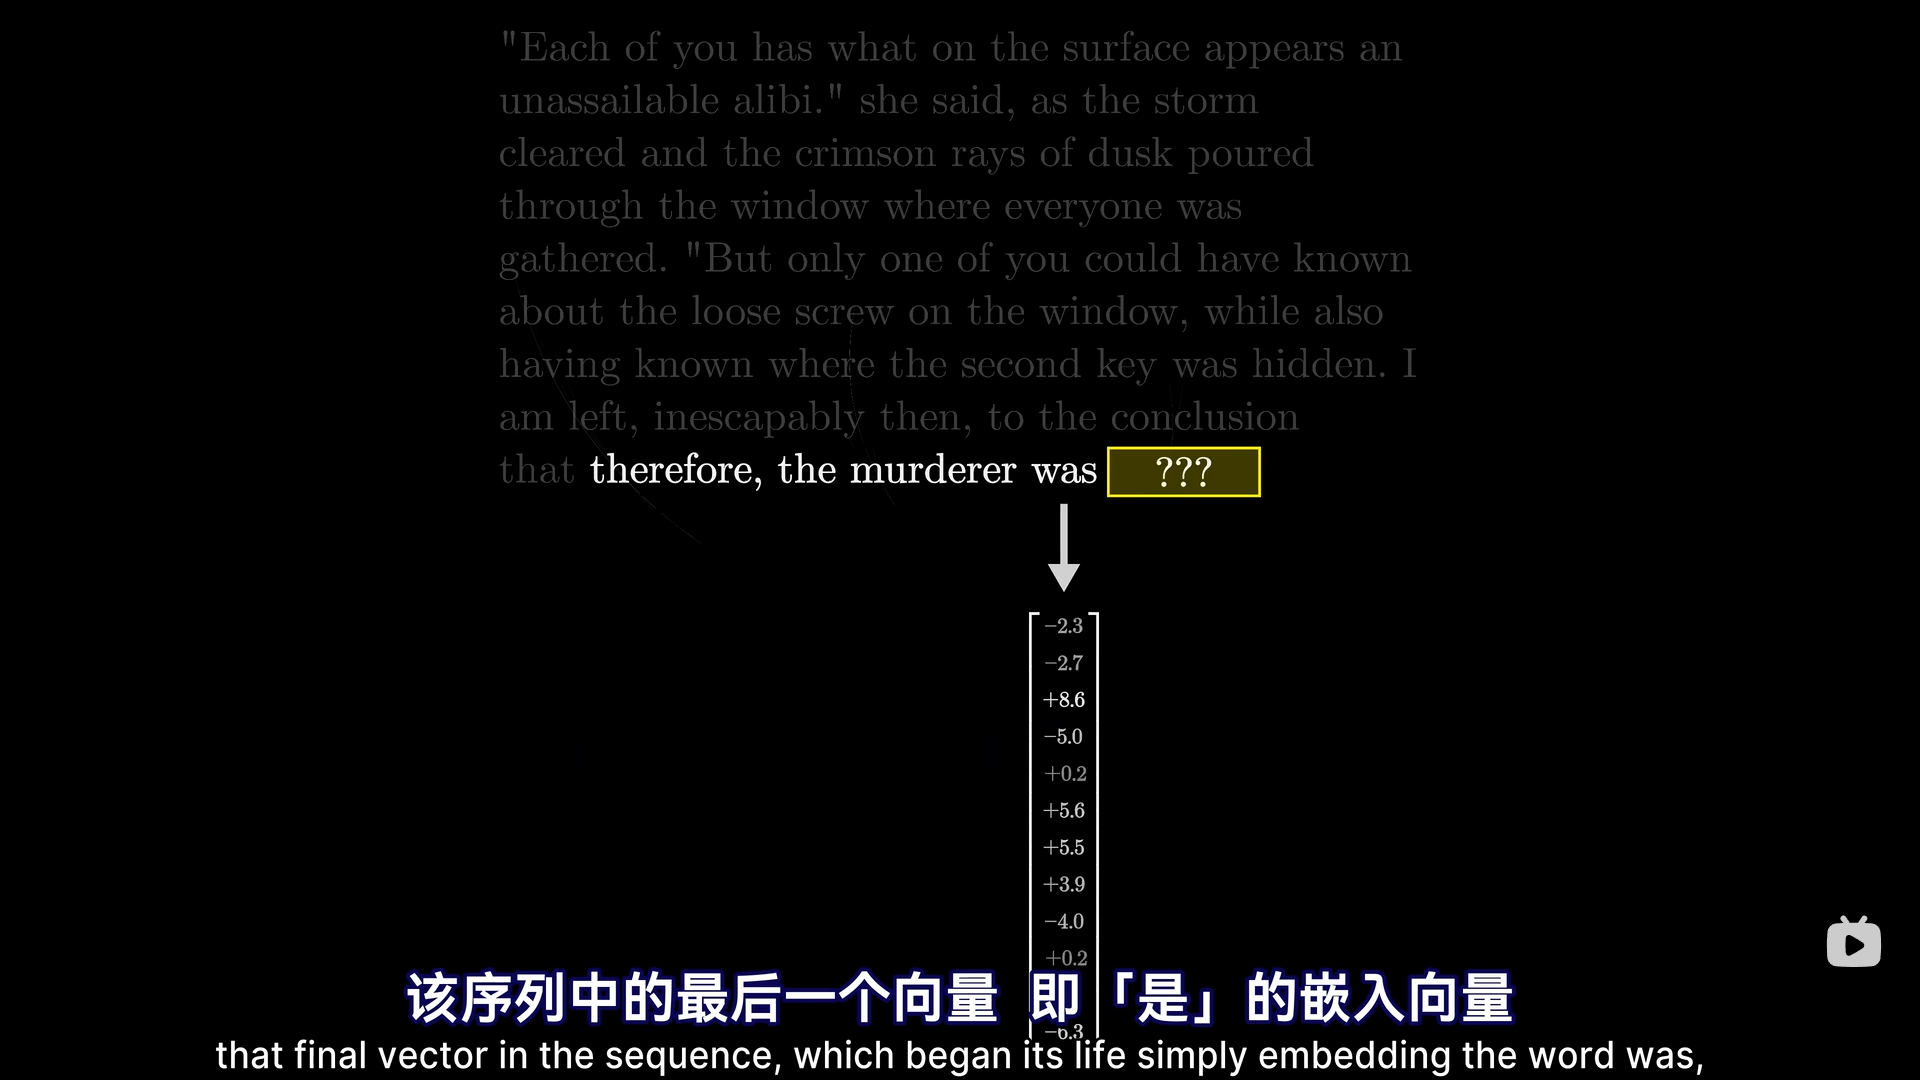 "Each of you has what on the surface appears an
unassailable alibi." she said, as the storm
cleared and the crimson rays of dusk poured
through the window where everyone was
gathered. "But only one of you could have known
about the loose screw on the window, while also
having known where the second key was hidden. I
am left, inescapably then, to the conclusion
that therefore, the murderer was ???
−2.3
−2.7
+8.6
−5.0
+0.2
+5.6
+5.5
+3.9
−4.0
+0.2
−6.3
该序列中的最后一个向量 即「是」的嵌入向量
that final vector in the sequence, which began its life simply embedding the word was,